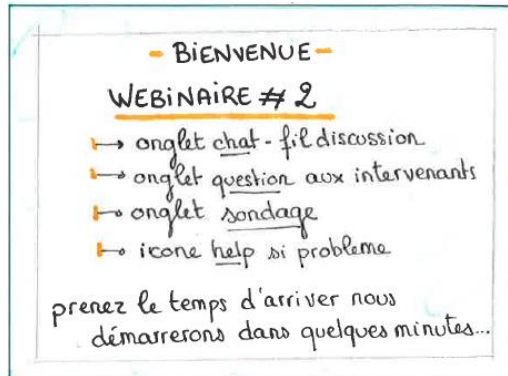 - BiENVENUE -
WEBiNAiRE # 2
↦ onglet chat - fil discussion
↦ onglet question aux intervenants
↦ onglet sondage
↦ icone help si probleme
prenez le temps d'arriver nous
démarrerons dans quelques minutes...